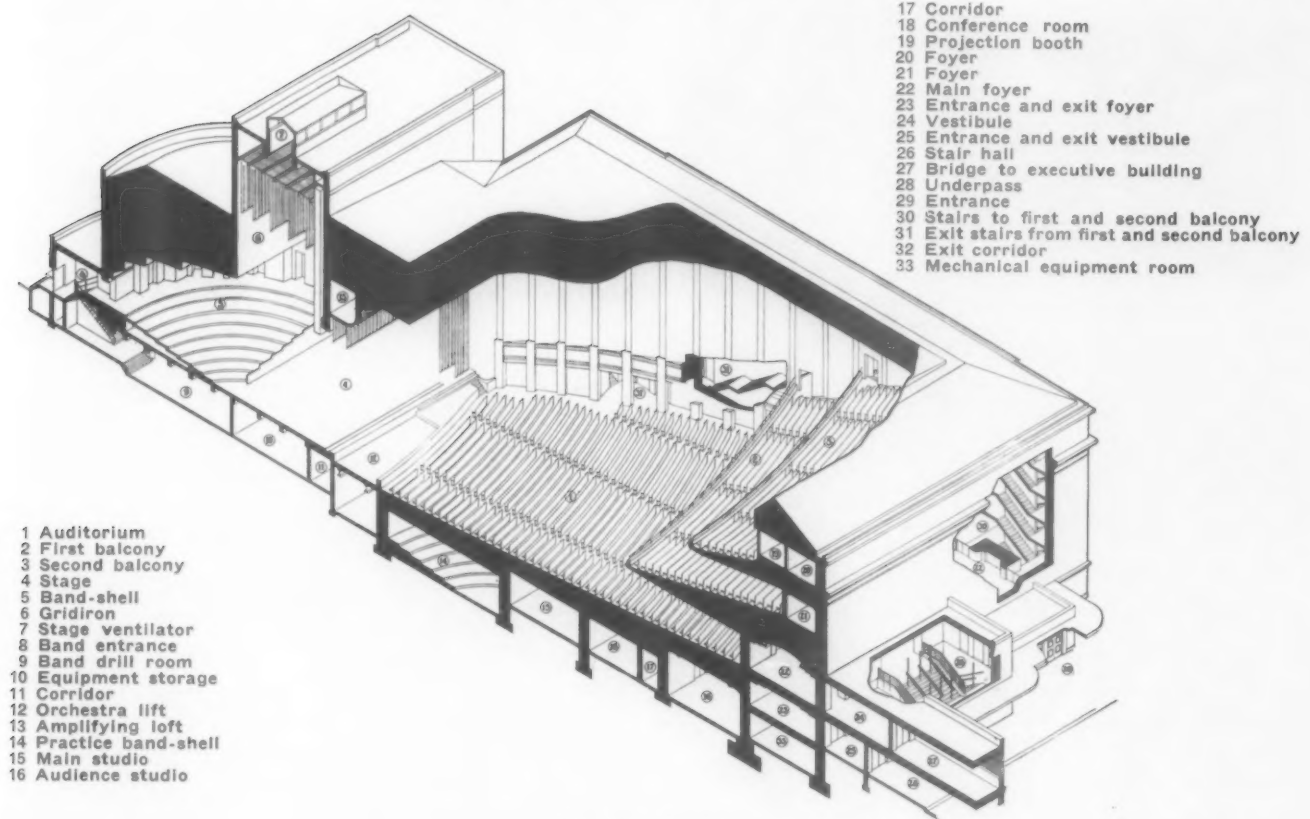 1 Auditorium
2 First balcony
3 Second balcony
4 Stage
5 Band-shell
6 Gridiron
7 Stage ventilator
8 Band entrance
9 Band drill room
10 Equipment storage
11 Corridor
12 Orchestra lift
13 Amplifying loft
14 Practice band-shell
15 Main studio
16 Audience studio
17 Corridor
18 Conference room
19 Projection booth
20 Foyer
21 Foyer
22 Main foyer
23 Entrance and exit foyer
24 Vestibule
25 Entrance and exit vestibule
26 Stair hall
27 Bridge to executive building
28 Underpass
29 Entrance
30 Stairs to first and second balcony
31 Exit stairs from first and second balcony
32 Exit corridor
33 Mechanical equipment room